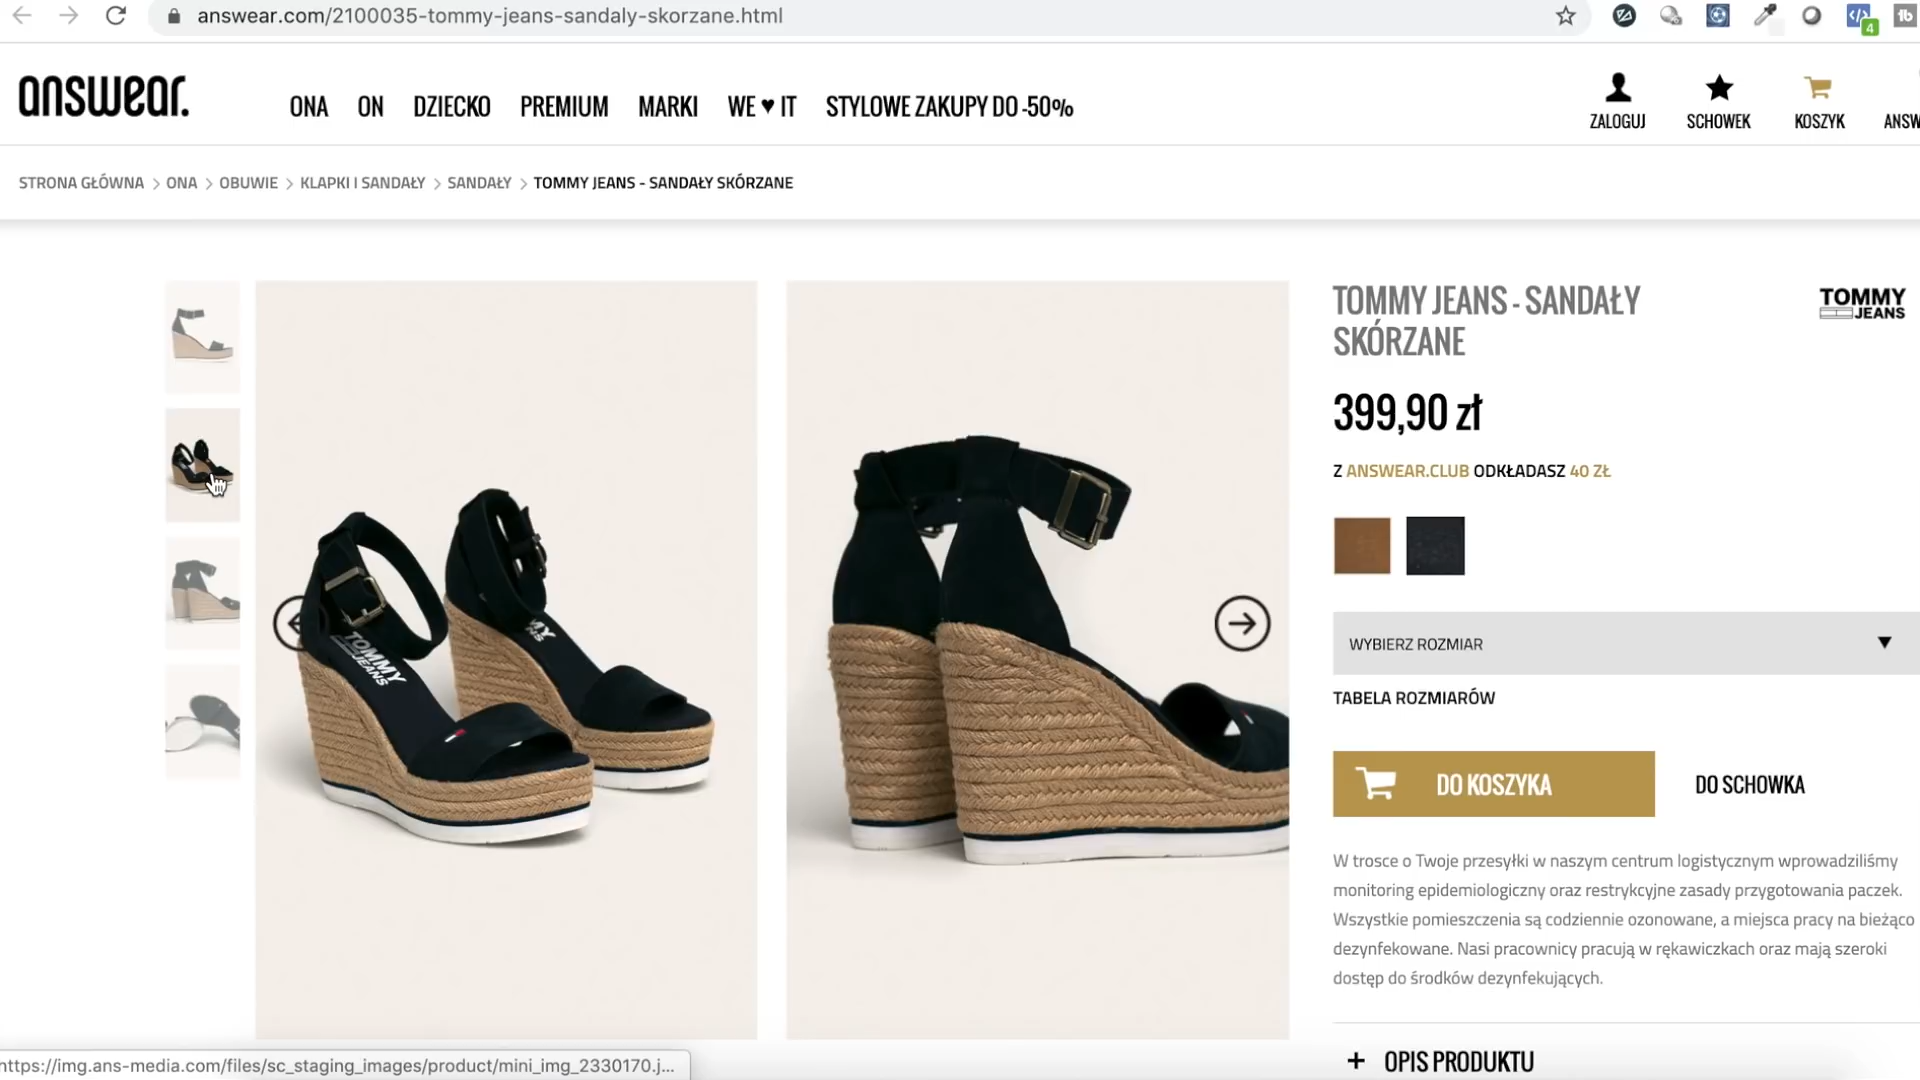 answear.com/2100035-tommy-jeans-sandaly-skorzane.html
4
answear.
ONA ON DZIECKO PREMIUM MARKI WE ♥ IT STYLOWE ZAKUPY DO -50%
ZALOGUJ SCHOWEK KOSZYK ANSW
STRONA GŁÓWNA > ONA > OBUWIE > KLAPKI I SANDAŁY > SANDAŁY > TOMMY JEANS - SANDAŁY SKÓRZANE
TOMMY JEANS - SANDAŁY
SKÓRZANE
TOMMY
JEANS
399,90 zł
Z ANSWEAR.CLUB ODKŁADASZ 40 ZŁ
TOMMY
JEANS
WYBIERZ ROZMIAR
TABELA ROZMIARÓW
DO KOSZYKA
DO SCHOWKA
W trosce o Twoje przesyłki w naszym centrum logistycznym wprowadziliśmy
monitoring epidemiologiczny oraz restrykcyjne zasady przygotowania paczek.
Wszystkie pomieszczenia są codziennie ozonowane, a miejsca pracy na bieżąco
dezynfekowane. Nasi pracownicy pracują w rękawiczkach oraz mają szeroki
dostęp do środków dezynfekujących.
+ OPIS PRODUKTU
https://img.ans-media.com/files/sc_staging_images/product/mini_img_2330170.j...